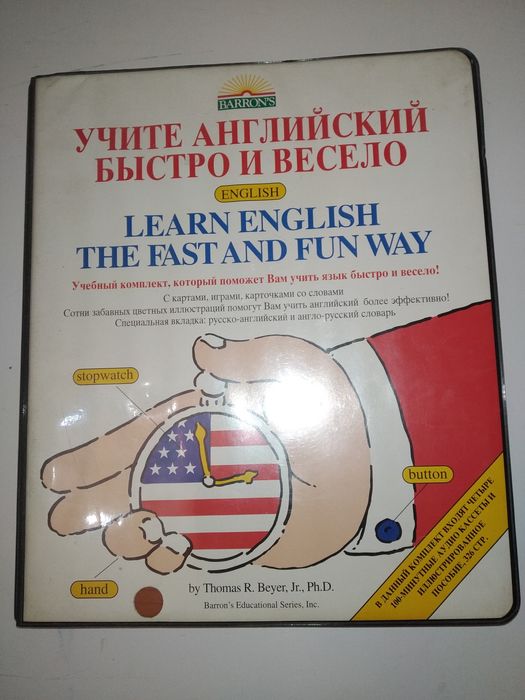 BARRON'S
УЧИТЕ АНГЛИЙСКИЙ
БЫСТРО И ВЕСЕЛО
ENGLISH
LEARN ENGLISH
THE FAST AND FUN WAY
Учебный комплект, который поможет Вам учить язык быстро и весело!
С картами, играми, карточками со словами
Сотни забавных цветных иллюстраций помогут Вам учить английский более эффективно!
Специальная вкладка: русско-английский и англо-русский словарь
stopwatch
button
hand
В ДАННЫЙ КОМПЛЕКТ ВХОДЯТ ЧЕТЫРЕ
100-МИНУТНЫЕ АУДИО КАССЕТЫ И
ИЛЛЮСТРИРОВАННОЕ
ПОСОБИЕ, 326 СТР.
by Thomas R. Beyer, Jr., Ph.D.
Barron's Educational Series, Inc.